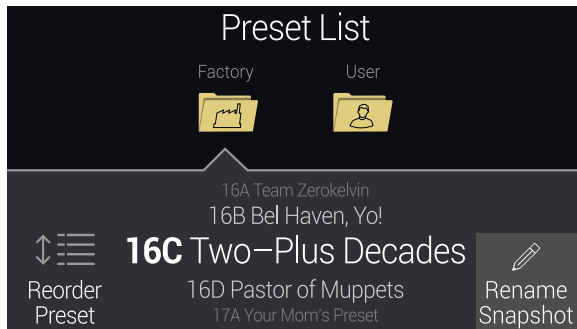 Preset List
Factory
User
16A Team Zerokelvin
16B Bel Haven, Yo!
16C Two–Plus Decades
16D Pastor of Muppets
17A Your Mom's Preset
Reorder
Preset
Rename
Snapshot